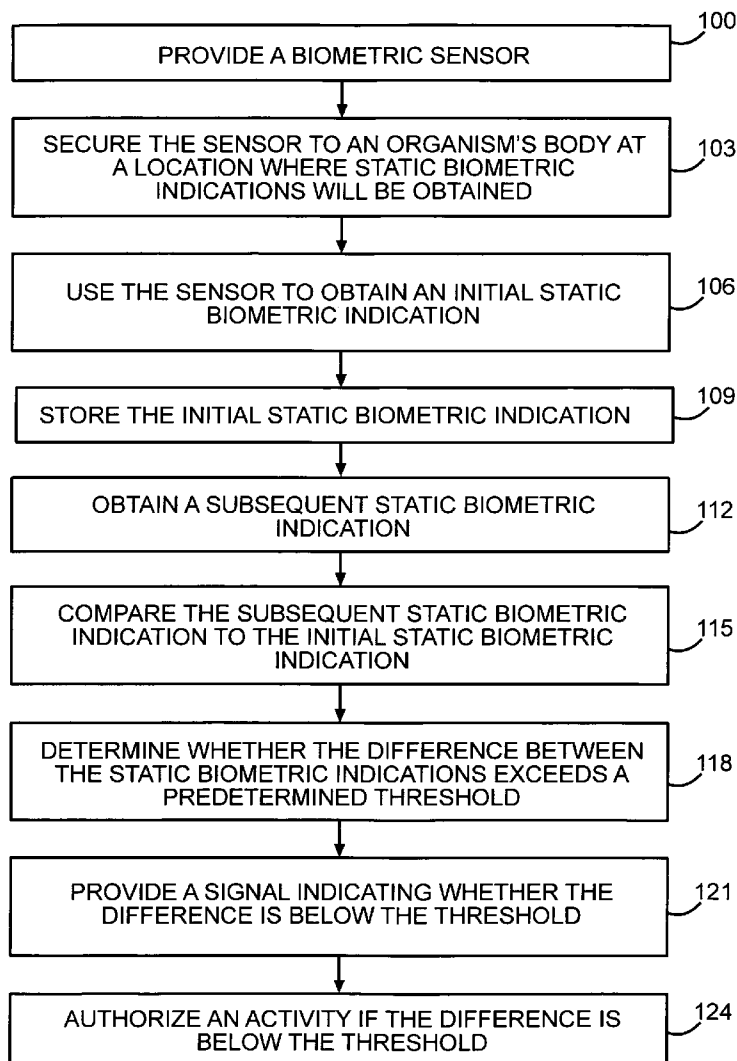 100
PROVIDE A BIOMETRIC SENSOR
SECURE THE SENSOR TO AN ORGANISM'S BODY AT
A LOCATION WHERE STATIC BIOMETRIC
INDICATIONS WILL BE OBTAINED
103
USE THE SENSOR TO OBTAIN AN INITIAL STATIC
BIOMETRIC INDICATION
106
STORE THE INITIAL STATIC BIOMETRIC INDICATION
109
OBTAIN A SUBSEQUENT STATIC BIOMETRIC
INDICATION
112
COMPARE THE SUBSEQUENT STATIC BIOMETRIC
INDICATION TO THE INITIAL STATIC BIOMETRIC
INDICATION
115
DETERMINE WHETHER THE DIFFERENCE BETWEEN
THE STATIC BIOMETRIC INDICATIONS EXCEEDS A
PREDETERMINED THRESHOLD
118
PROVIDE A SIGNAL INDICATING WHETHER THE
DIFFERENCE IS BELOW THE THRESHOLD
121
AUTHORIZE AN ACTIVITY IF THE DIFFERENCE IS
BELOW THE THRESHOLD
124